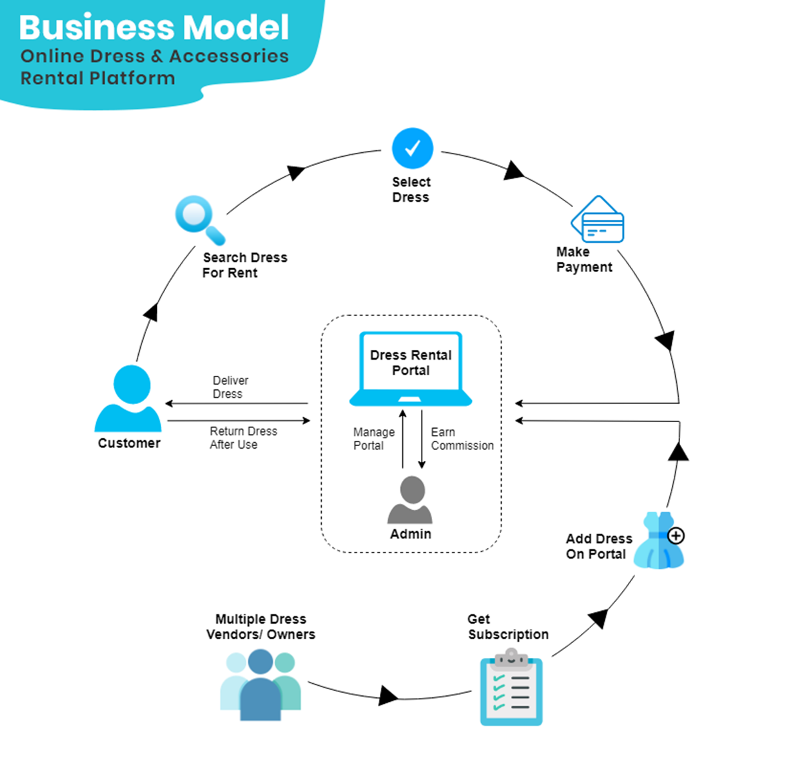 Business Model
Online Dress & Accessories
Rental Platform
Select
Dress
Search Dress
For Rent
Make
Payment
Dress Rental
Portal
Deliver
Dress
Customer
Return Dress
After Use
Manage
Portal
Earn
Commission
Admin
Add Dress
On Portal
Multiple Dress
Vendors/ Owners
Get
Subscription